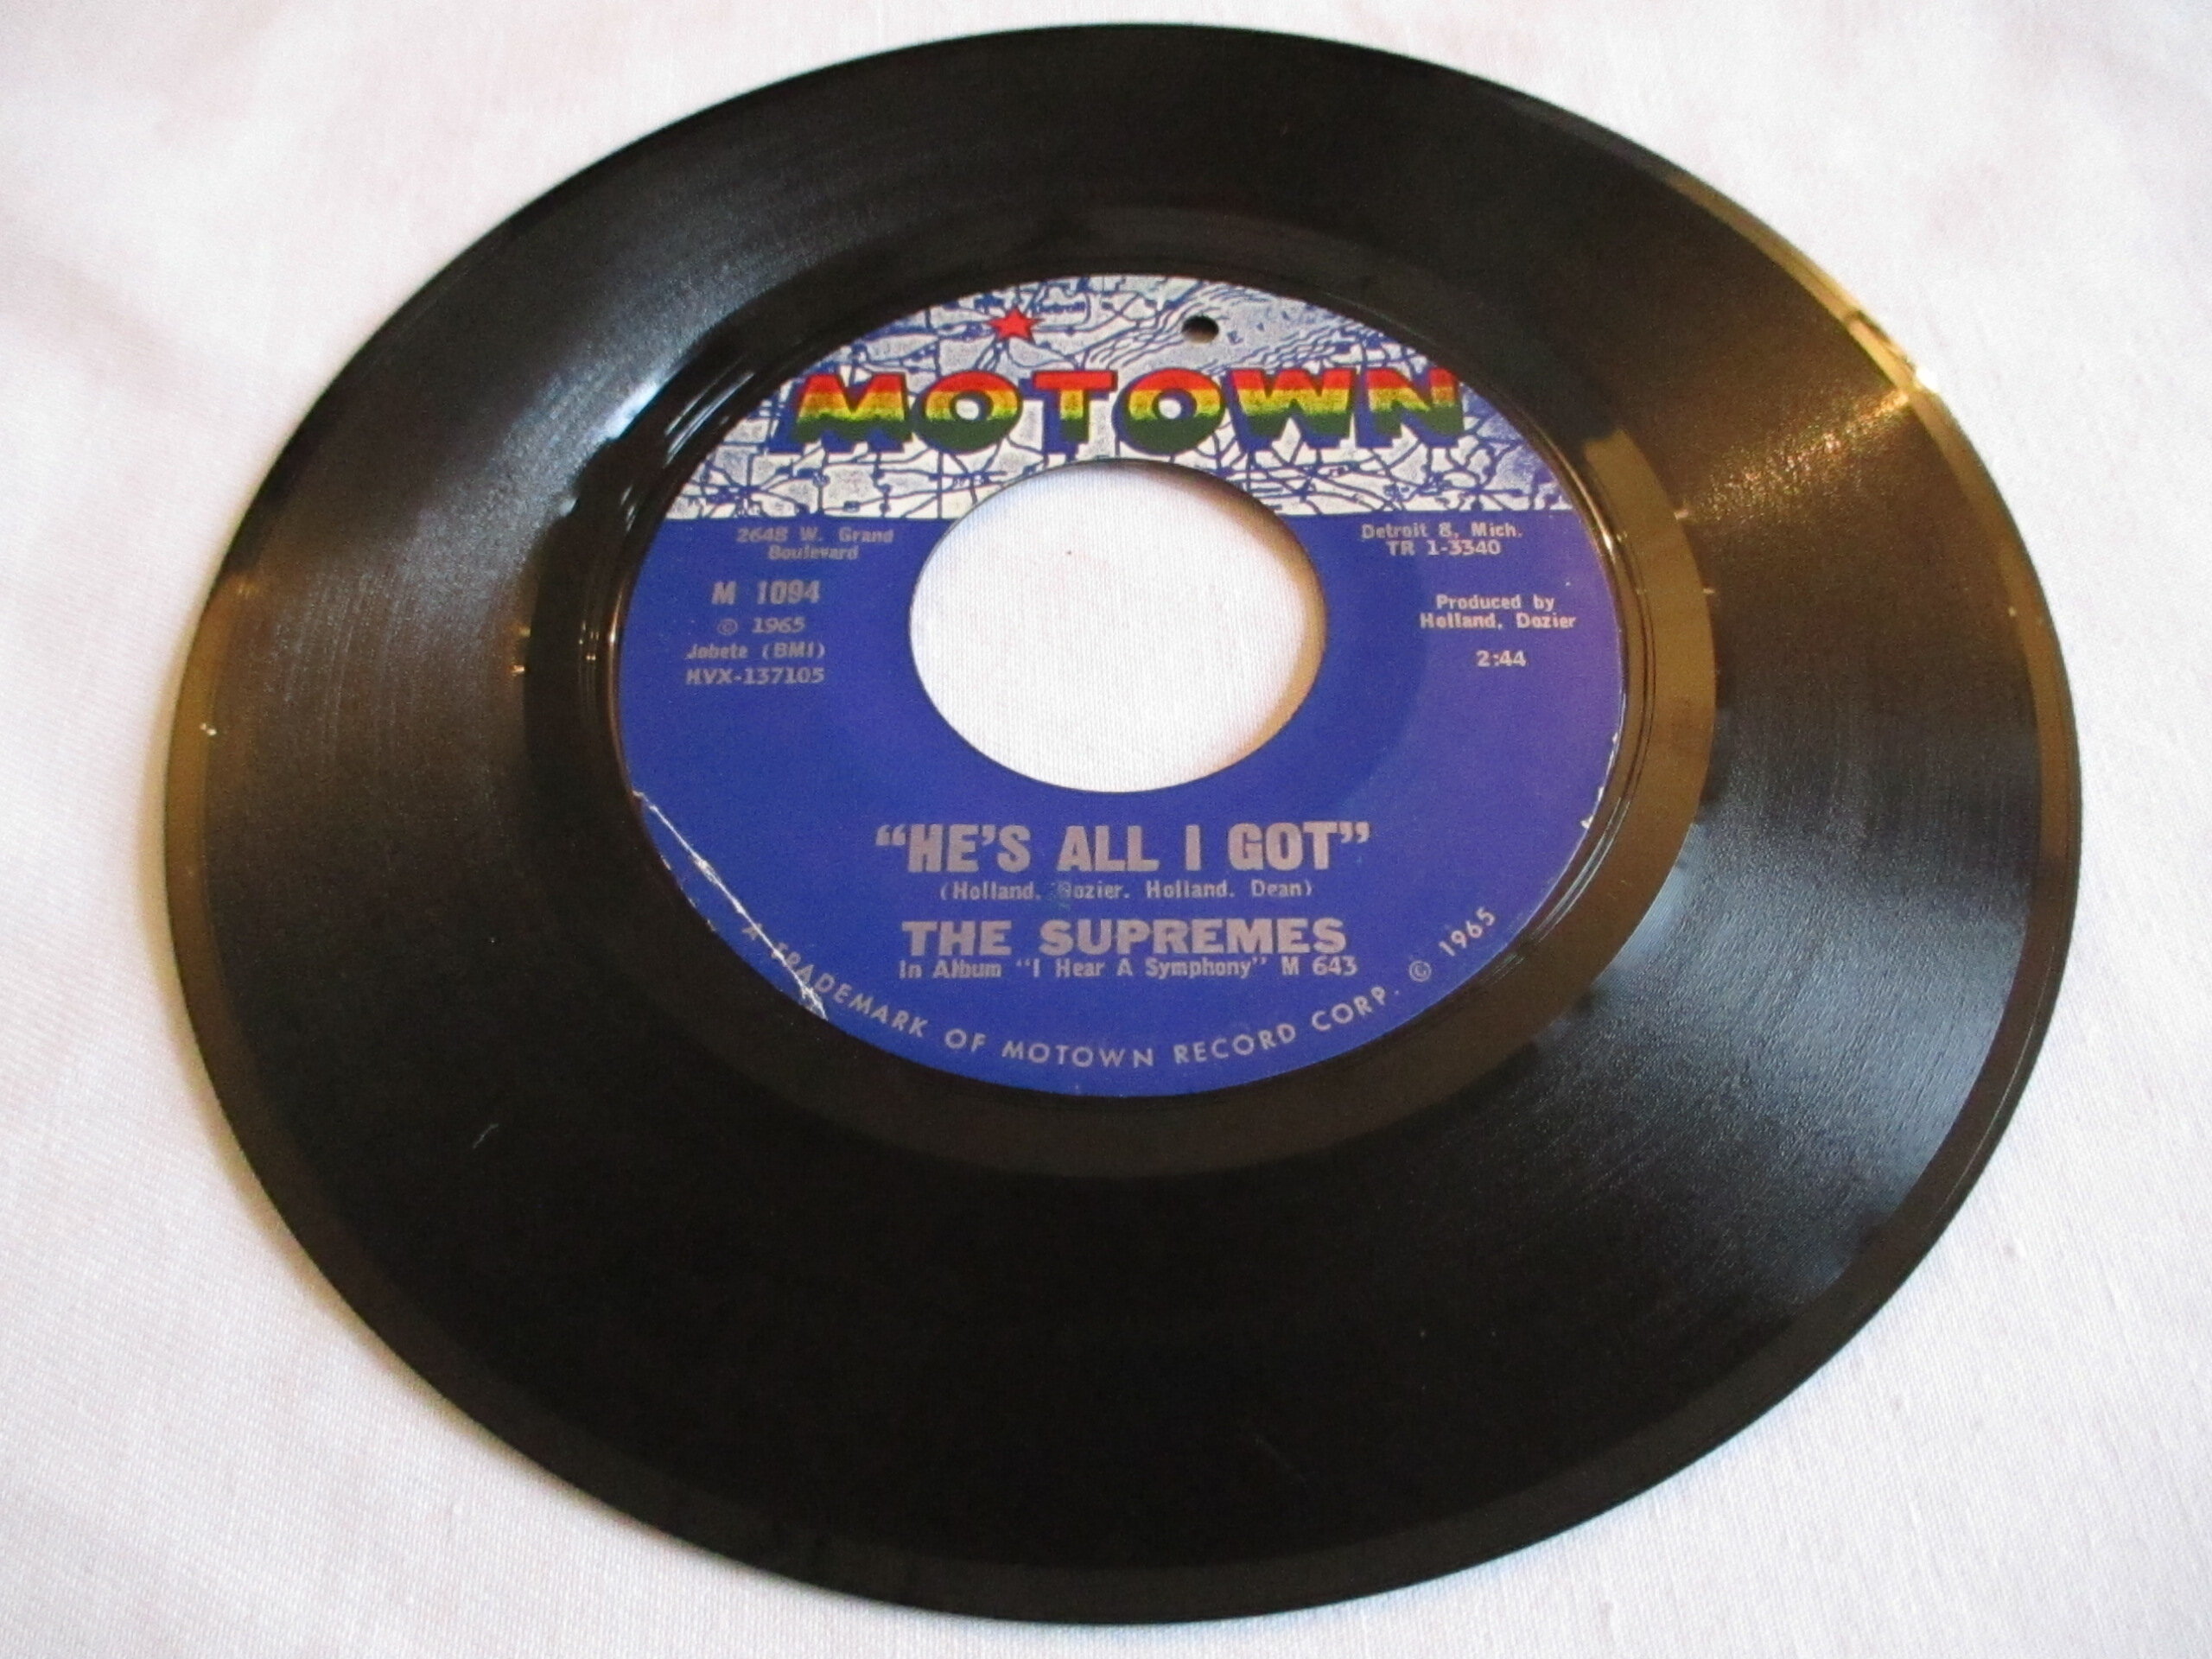 Detroit
MOTOWN
2648 W. Grand
Boulevard
Detroit 8, Mich.
TR 1-3340
M 1094
© 1965
Jobete (BMI)
HVX-137105
Produced by
Holland, Dozier
2:44
“HE’S ALL I GOT”
(Holland, Dozier, Holland, Dean)
THE SUPREMES
In Album “I Hear A Symphony” M 643
A TRADEMARK OF MOTOWN RECORD CORP. © 1965